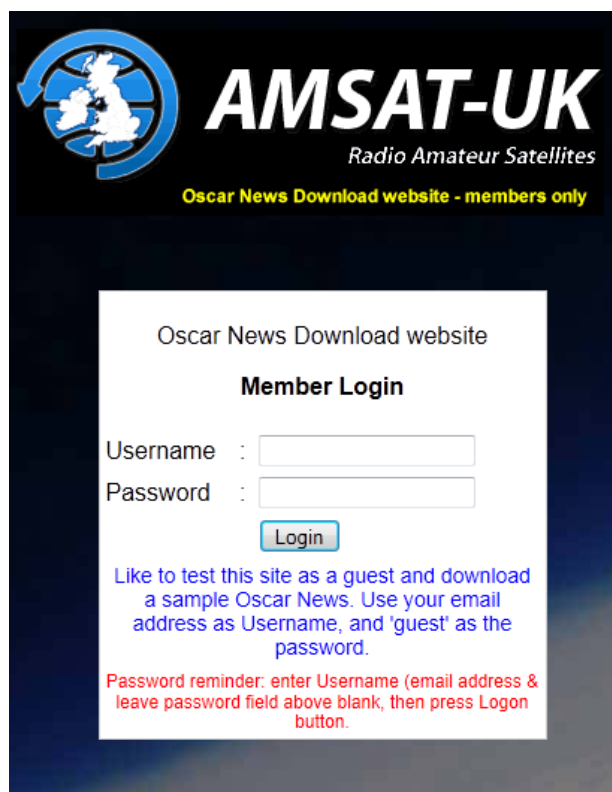 AMSAT-UK
Radio Amateur Satellites
Oscar News Download website - members only
Oscar News Download website
Member Login
Username :
Password :
Login
Like to test this site as a guest and download
a sample Oscar News. Use your email
address as Username, and 'guest' as the
password.
Password reminder: enter Username (email address &
leave password field above blank, then press Logon
button.